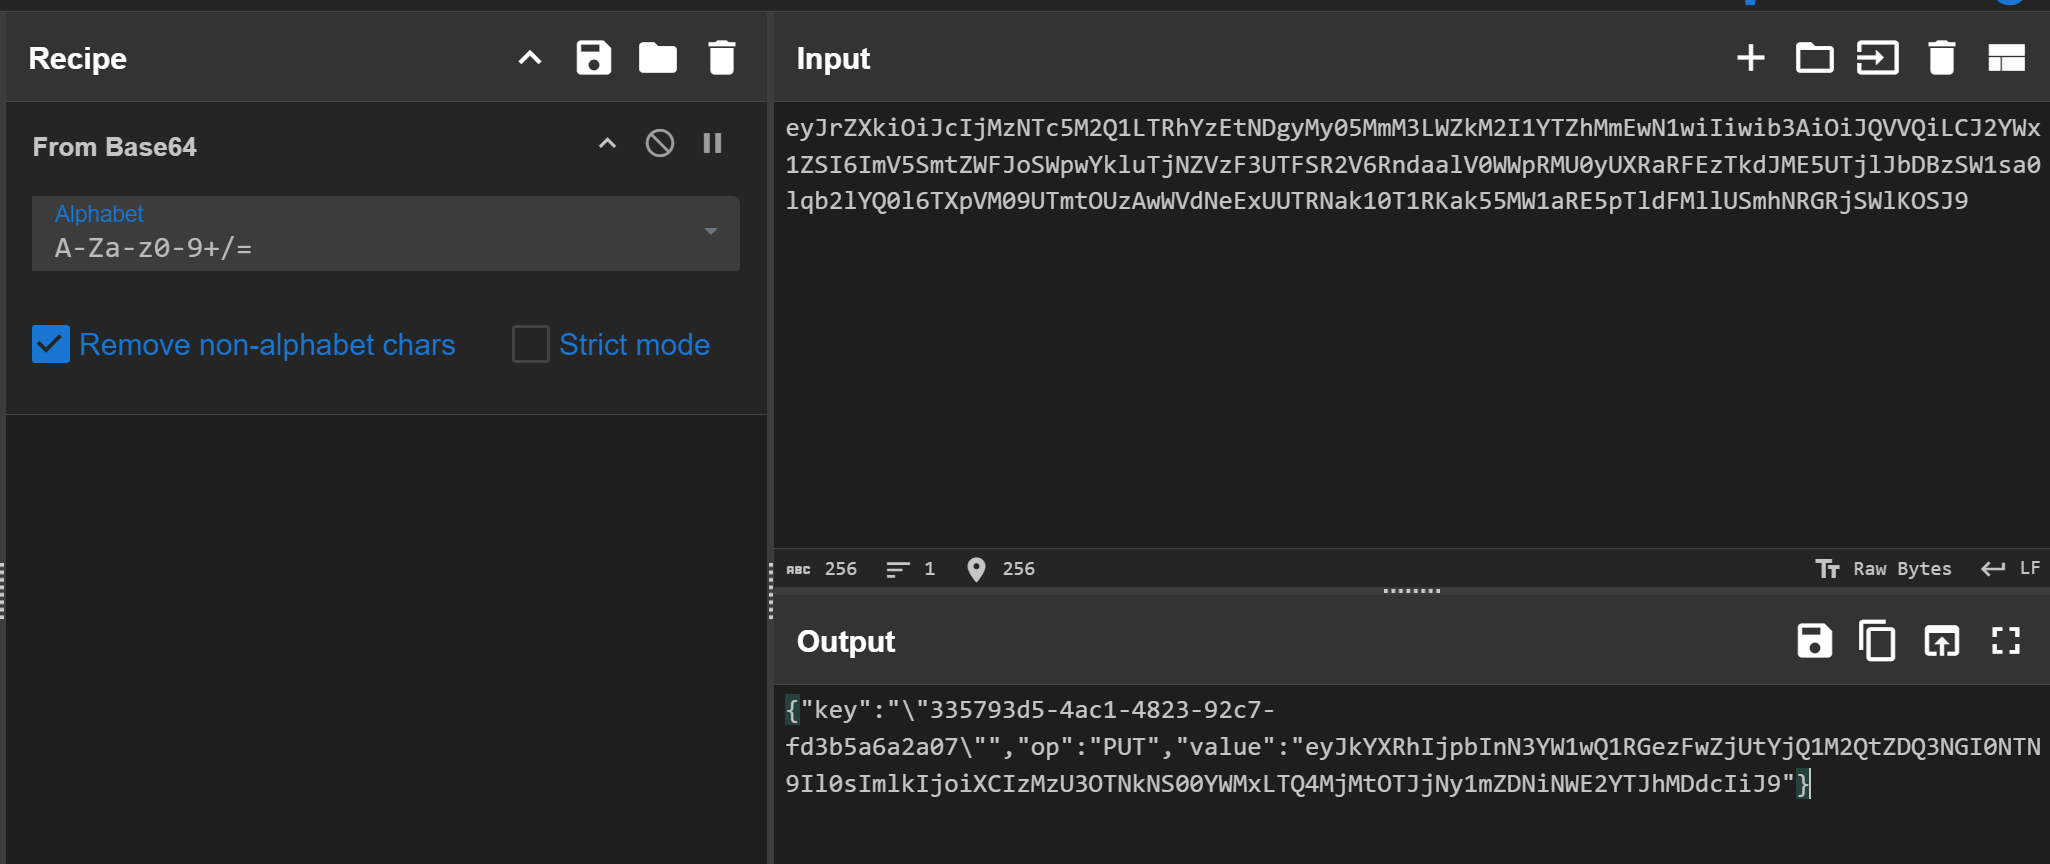 Recipe
From Base64
Alphabet
A-Za-z0-9+/=
Remove non-alphabet chars
Strict mode
Input
eyJrZXkiOiJcIjMzNTc5M2Q1LTRhYzEtNDgyMy05MmM3LWZkM2I1YTZhMmEwN1wiIiwib3AiOiJQVVQiLCJ2YWx
1ZSI6ImV5SmtZWFJoSWpwYkluTjNZVzF3UTFSR2V6RndaalV0WWpRMU0yUXRaRFEzTkdJME5UTjlJbDBzSW1sa0
lqb2lYQ0l6TXpVM09UTmtOUzAwWVdNeExUUTRNak10T1RKak55MW1aRE5pTldFMllUSmhNRGRjSWlKOSJ9
ABC 256
1
256
Tт Raw Bytes
LF
Output
{"key":"\"335793d5-4ac1-4823-92c7-
fd3b5a6a2a07\"","op":"PUT","value":"eyJkYXRhIjpbInN3YW1wQ1RGezFwZjUtYjQ1M2QtZDQ3NGI0NTN
9Il0sImlkIjoiXCIzMzU3OTNkNS00YWMxLTQ4MjMtOTJjNy1mZDNiNWE2YTJhMDdcIiJ9"}